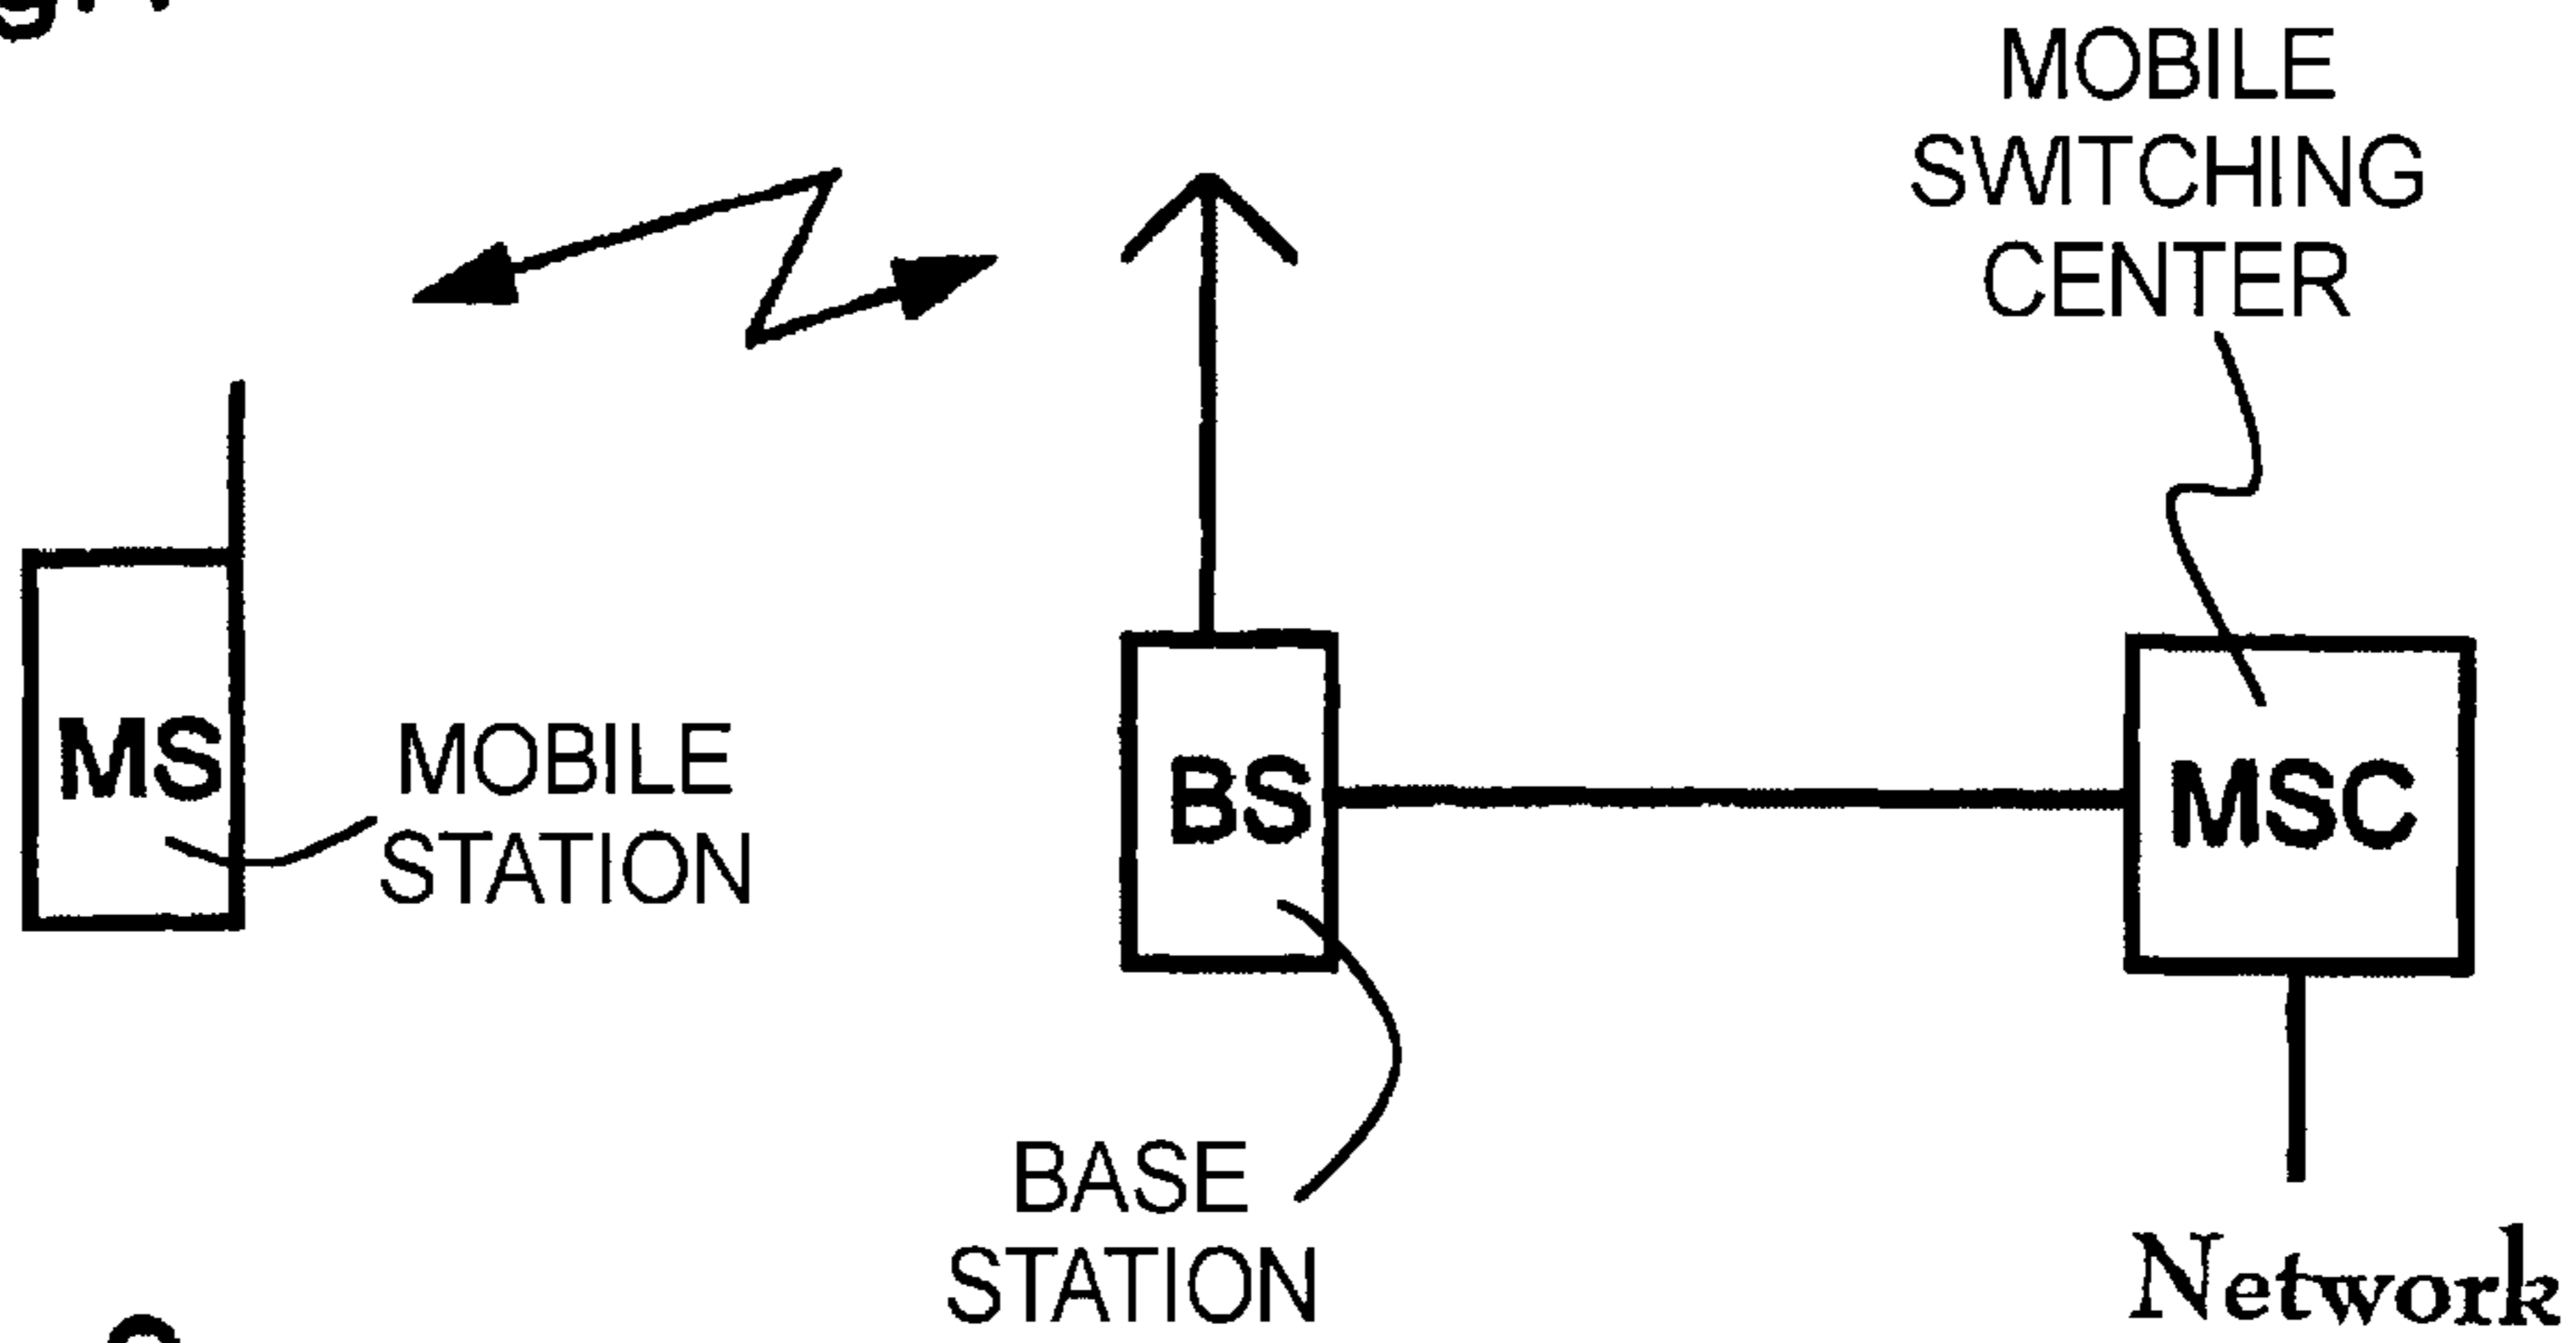 MOBILE
SWITCHING
CENTER
MS
MOBILE
STATION
BS
MSC
BASE
STATION
Network